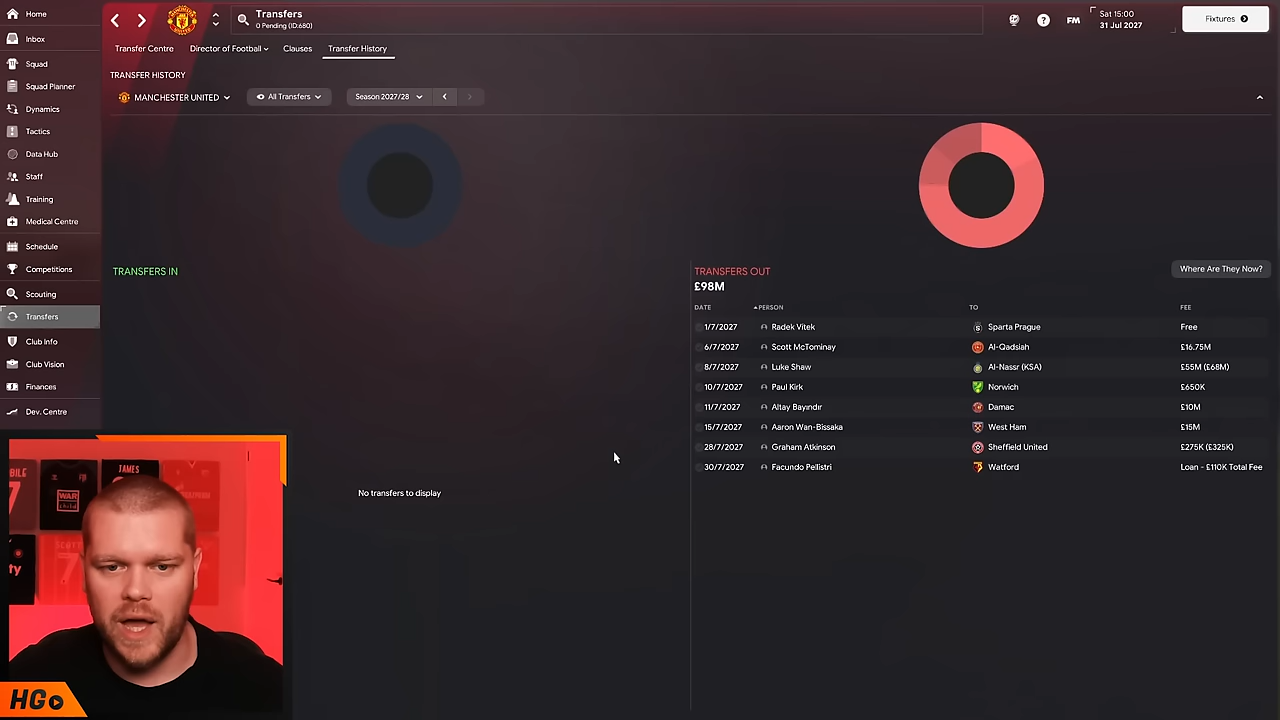 Home
Inbox
Squad
Squad Planner
Dynamics
Tactics
Data Hub
Staff
Training
Medical Centre
Schedule
Competitions
Scouting
Transfers
Club Info
Club Vision
Finances
Dev. Centre
Transfers
0 Pending (ID:680)
FM
Sat 15:00
31 Jul 2027
Fixtures
Transfer Centre Director of Football Clauses Transfer History
TRANSFER HISTORY
MANCHESTER UNITED All Transfers Season 2027/28
TRANSFERS IN
No transfers to display
TRANSFERS OUT
Where Are They Now?
£98M
DATE PERSON TO FEE
1/7/2027 Radek Vítek Sparta Prague Free
6/7/2027 Scott McTominay Al-Qadsiah £16.75M
8/7/2027 Luke Shaw Al-Nassr (KSA) £55M (£68M)
10/7/2027 Paul Kirk Norwich £650K
11/7/2027 Altay Bayındır Damac £10M
15/7/2027 Aaron Wan-Bissaka West Ham £15M
28/7/2027 Graham Atkinson Sheffield United £275K (£325K)
30/7/2027 Facundo Pellistri Watford Loan - £110K Total Fee
JAMES
WAR
HG